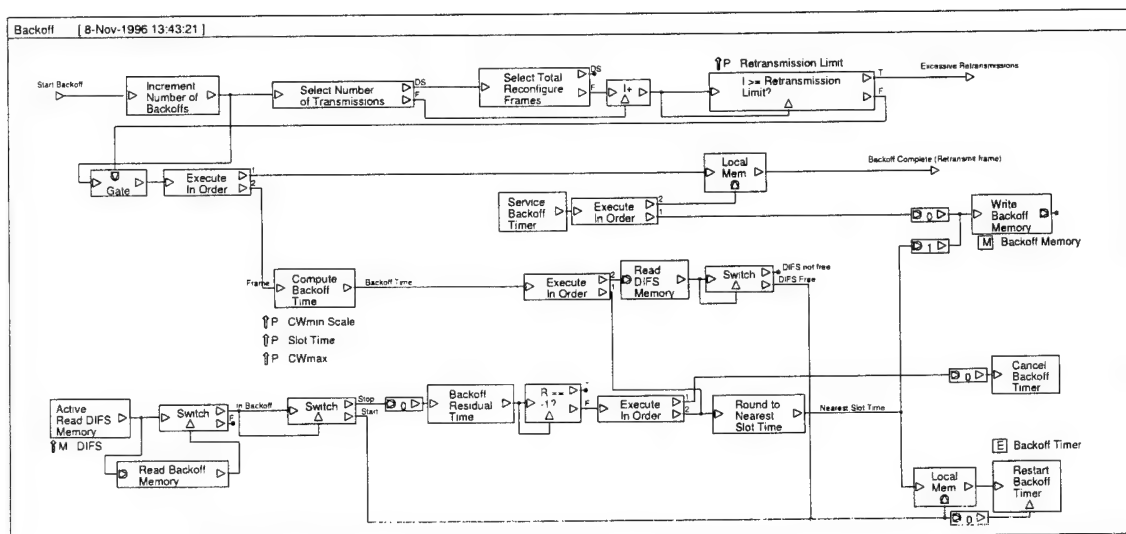 Backoff [ 8-Nov-1996 13:43:21 ]
Start Backoff
Increment
Number of
Backoffs
Select Number
of Transmissions
DS
F
Select Total
Reconfigure
Frames
DS
F
I+
P Retransmission Limit
I >= Retransmission
Limit?
T
F
Excessive Retransmissions
Gate
Execute
In Order
1
2
Local
Mem
Backoff Complete (Retransmit frame)
Service
Backoff
Timer
Execute
In Order
2
1
0
Write
Backoff
Memory
M Backoff Memory
1
Frame
Compute
Backoff
Time
Backoff Time
P CWmin Scale
P Slot Time
P CWmax
Execute
In Order
2
1
Read
DIFS
Memory
Switch
DIFS not free
DIFS Free
0
Cancel
Backoff
Timer
Active
Read DIFS
Memory
M DIFS
Switch
In Backoff
F
Read Backoff
Memory
Switch
Stop
Start
0
Backoff
Residual
Time
R ==
-1?
F
Execute
In Order
1
2
Round to
Nearest
Slot Time
Nearest Slot Time
E Backoff Timer
Local
Mem
Restart
Backoff
Timer
0